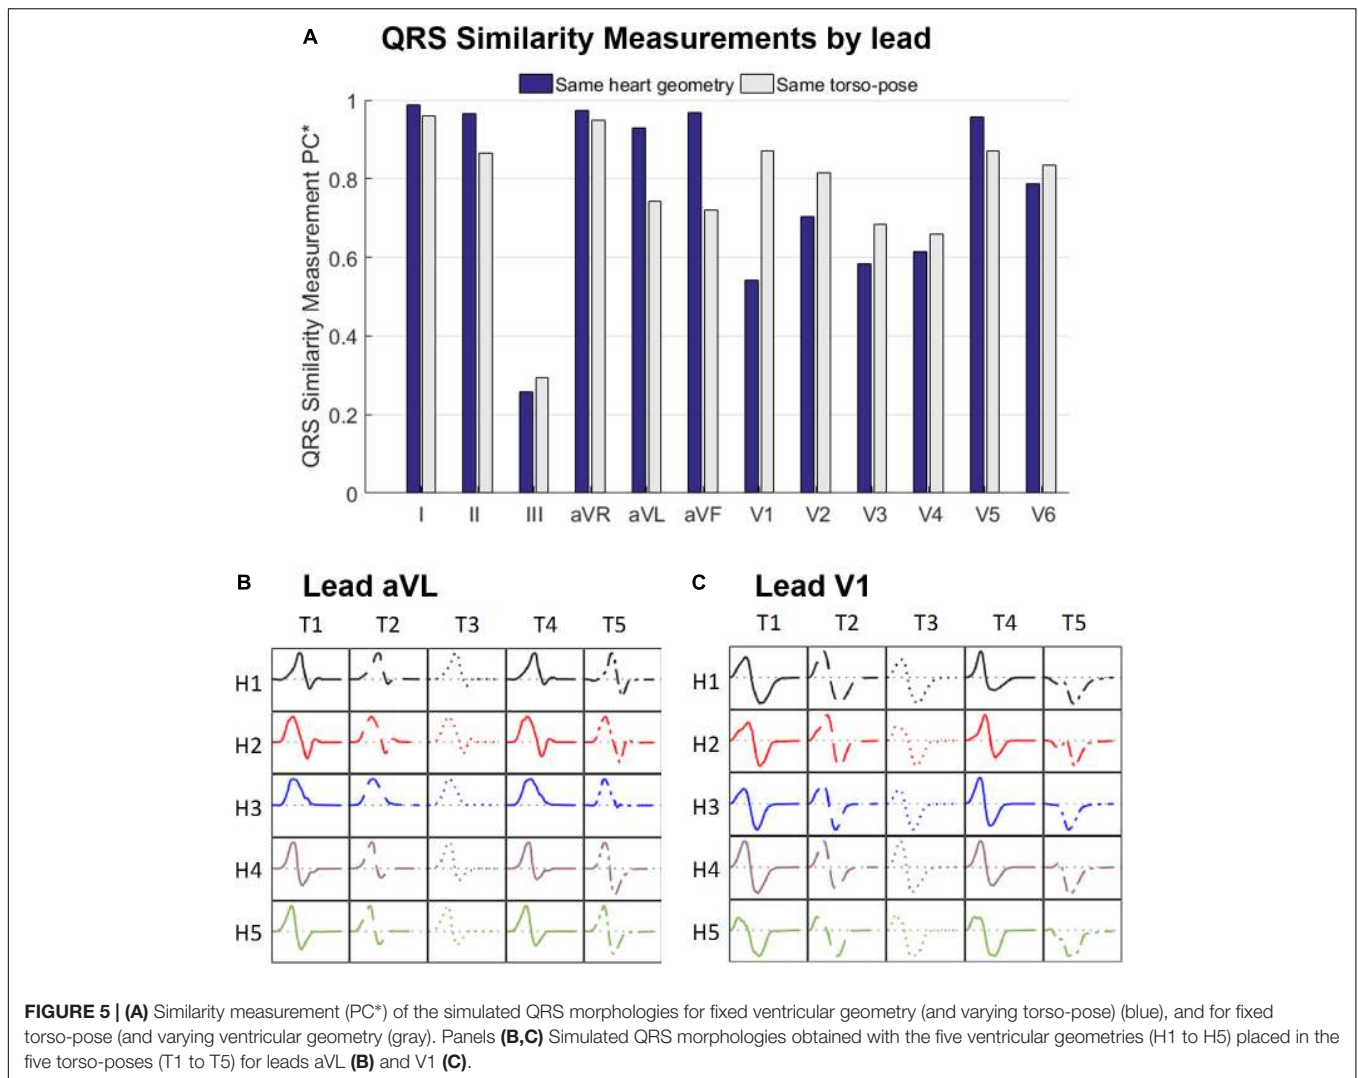 A QRS Similarity Measurements by lead
Same heart geometry Same torso-pose
QRS Similarity Measurement PC*
1
0.8
0.6
0.4
0.2
0
I II III aVR aVL aVF V1 V2 V3 V4 V5 V6
B Lead aVL
T1 T2 T3 T4 T5
H1
H2
H3
H4
H5
C Lead V1
T1 T2 T3 T4 T5
H1
H2
H3
H4
H5
FIGURE 5 | (A) Similarity measurement (PC*) of the simulated QRS morphologies for fixed ventricular geometry (and varying torso-pose) (blue), and for fixed
torso-pose (and varying ventricular geometry (gray). Panels (B,C) Simulated QRS morphologies obtained with the five ventricular geometries (H1 to H5) placed in the
five torso-poses (T1 to T5) for leads aVL (B) and V1 (C).